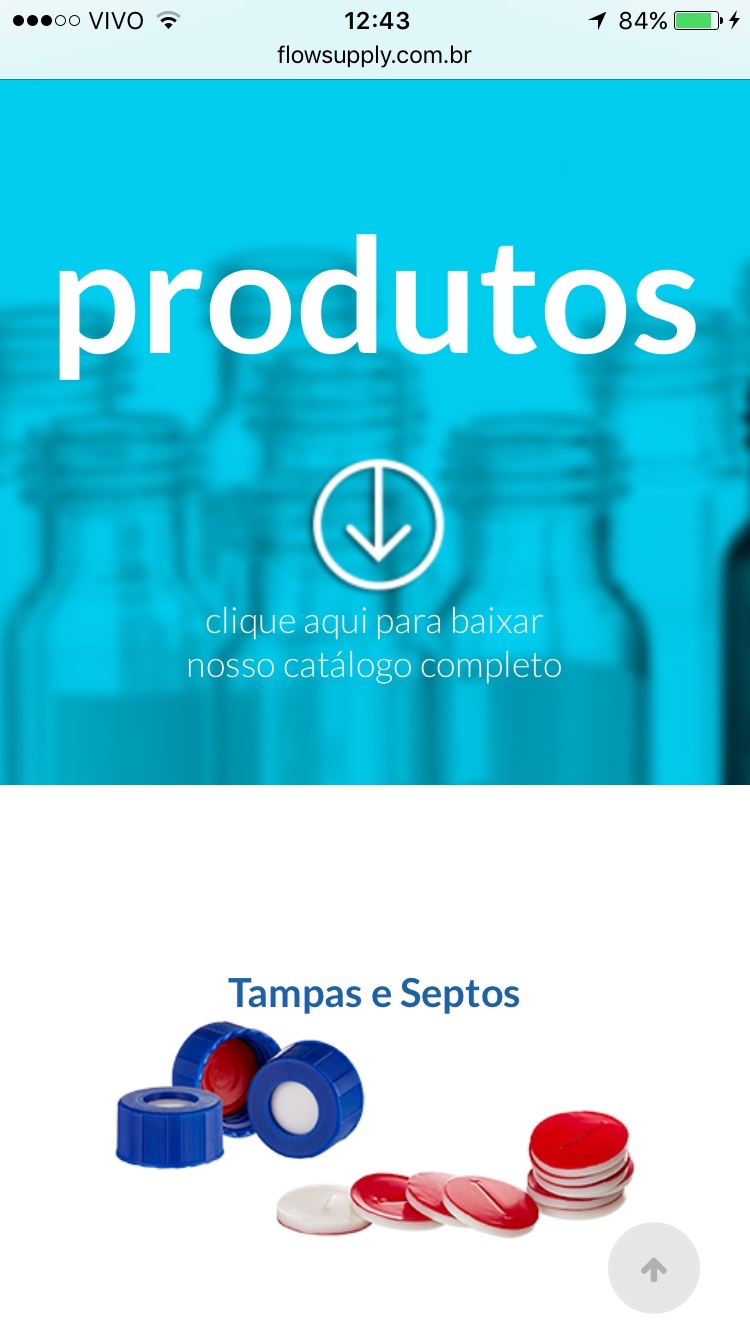 VIVO 12:43 84%
flowsupply.com.br
produtos
clique aqui para baixar
nosso catálogo completo
Tampas e Septos